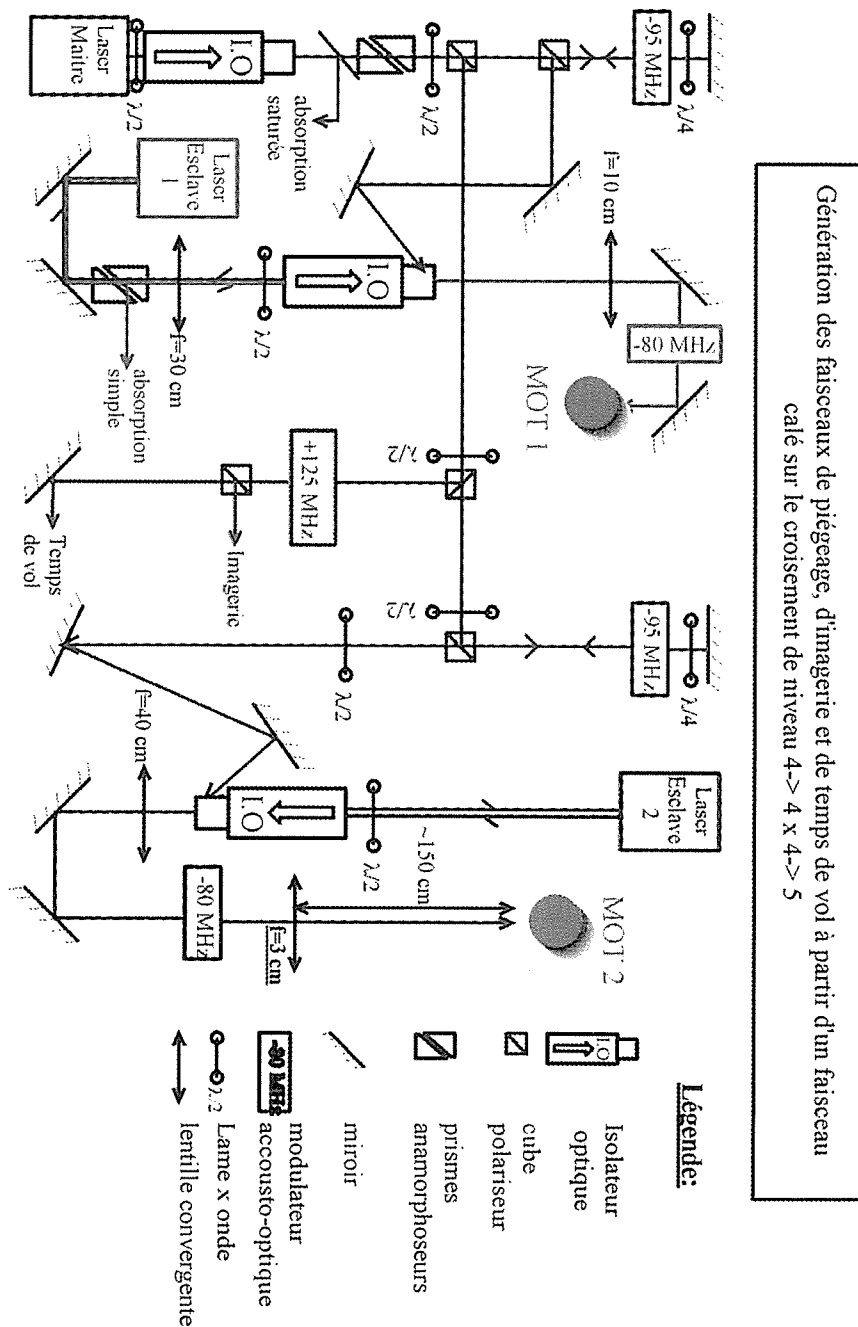 Génération des faisceaux de piégeage, d'imagerie et de temps de vol à partir d'un faisceau
calé sur le croisement de niveau 4-> 4 x 4-> 5
-95 MHz
λ/4
-95 MHz
λ/4
Laser
Esclave
2
f=10 cm
-80 MHz
MOT 1
MOT 2
~150 cm
λ/2
λ/2
λ/2
I.O
λ/2
I.O
λ/2
+125 MHz
λ/2
I.O
f=3 cm
absorption
saturée
f=30 cm
Imagerie
-80 MHz
I.O
Laser
Esclave
1
absorption
simple
f=40 cm
λ/2
Laser
Maitre
Temps
de vol
Légende:
I.O
Isolateur
optique
cube
polariseur
prismes
anamorphoseurs
miroir
-80 MHz
modulateur
accousto-optique
λ/2
Lame x onde
lentille convergente